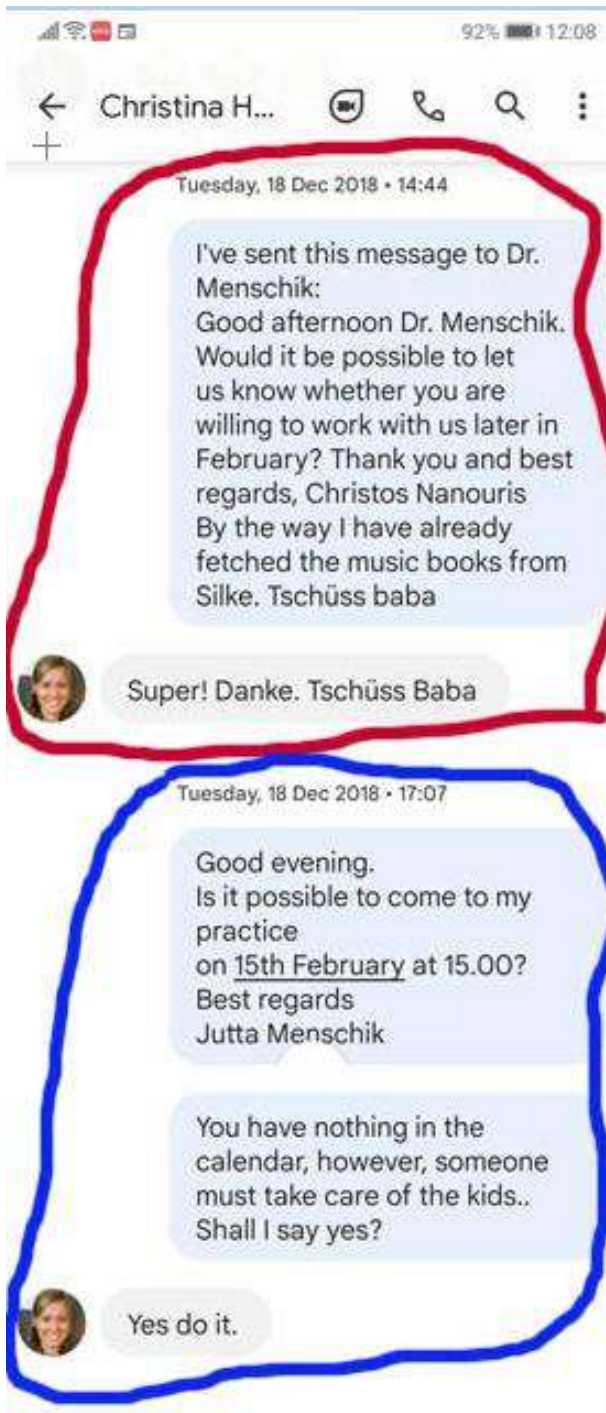 92% 12:08
Christina H...
Tuesday, 18 Dec 2018 • 14:44
I've sent this message to Dr.
Menschik:
Good afternoon Dr. Menschik.
Would it be possible to let
us know whether you are
willing to work with us later in
February? Thank you and best
regards, Christos Nanouris
By the way I have already
fetched the music books from
Silke. Tschüss baba
Super! Danke. Tschüss Baba
Tuesday, 18 Dec 2018 • 17:07
Good evening.
Is it possible to come to my
practice
on 15th February at 15.00?
Best regards
Jutta Menschik
You have nothing in the
calendar, however, someone
must take care of the kids..
Shall I say yes?
Yes do it.